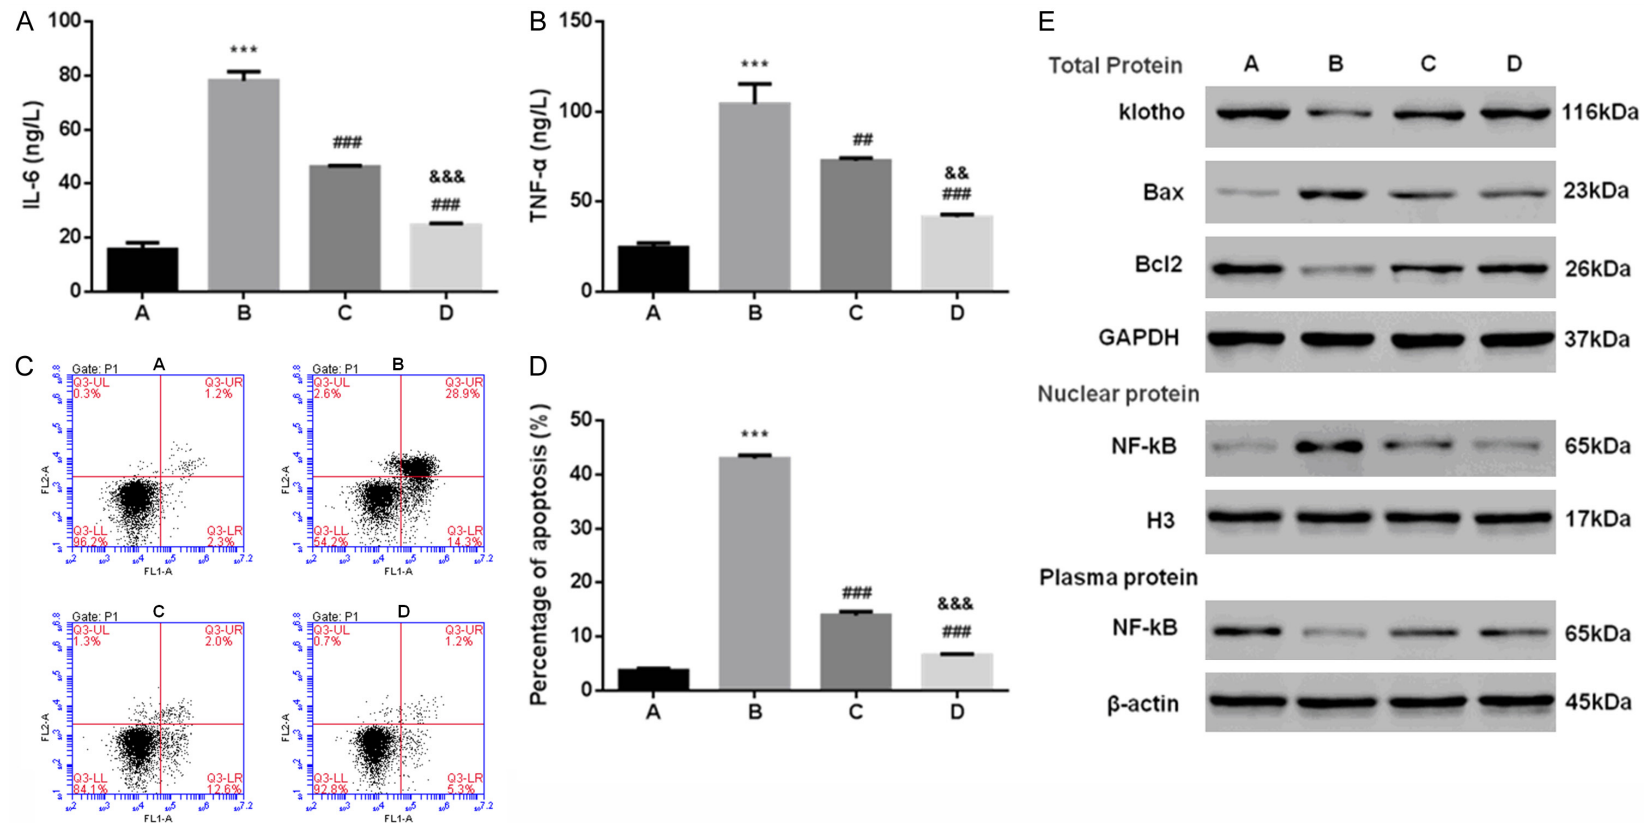 A
100
80
60
40
20
0
IL-6 (ng/L)
***
###
&&&
###
A B C D
B
150
100
50
0
TNF-α (ng/L)
***
##
&&
###
A B C D
C
Gate: P1 A
Q3-UL Q3-UR
0.3% 1.2%
Q3-LL Q3-LR
96.2% 2.3%
FL2-A
FL1-A
Gate: P1 B
Q3-UL Q3-UR
2.6% 28.9%
Q3-LL Q3-LR
54.2% 14.3%
FL2-A
FL1-A
Gate: P1 C
Q3-UL Q3-UR
1.3% 2.0%
Q3-LL Q3-LR
84.1% 12.6%
FL2-A
FL1-A
Gate: P1 D
Q3-UL Q3-UR
0.7% 1.2%
Q3-LL Q3-LR
92.8% 5.3%
FL2-A
FL1-A
D
50
40
30
20
10
0
Percentage of apoptosis (%)
***
###
&&&
###
A B C D
E
Total Protein A B C D
klotho 116kDa
Bax 23kDa
Bcl2 26kDa
GAPDH 37kDa
Nuclear protein
NF-kB 65kDa
H3 17kDa
Plasma protein
NF-kB 65kDa
β-actin 45kDa